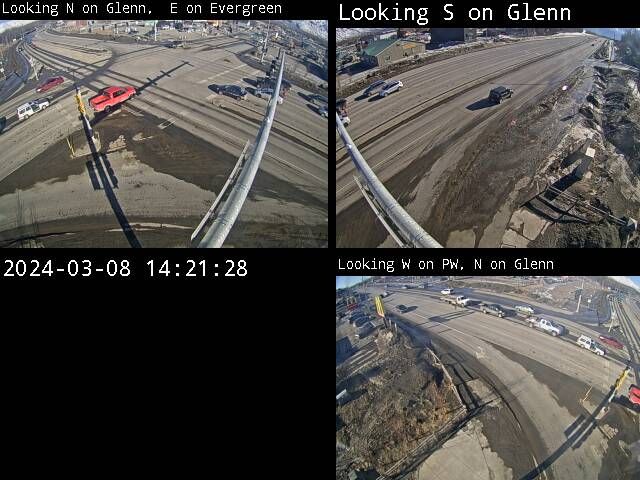 Looking N on Glenn, E on Evergreen
Looking S on Glenn
2024-03-08 14:21:28
Looking W on PW, N on Glenn